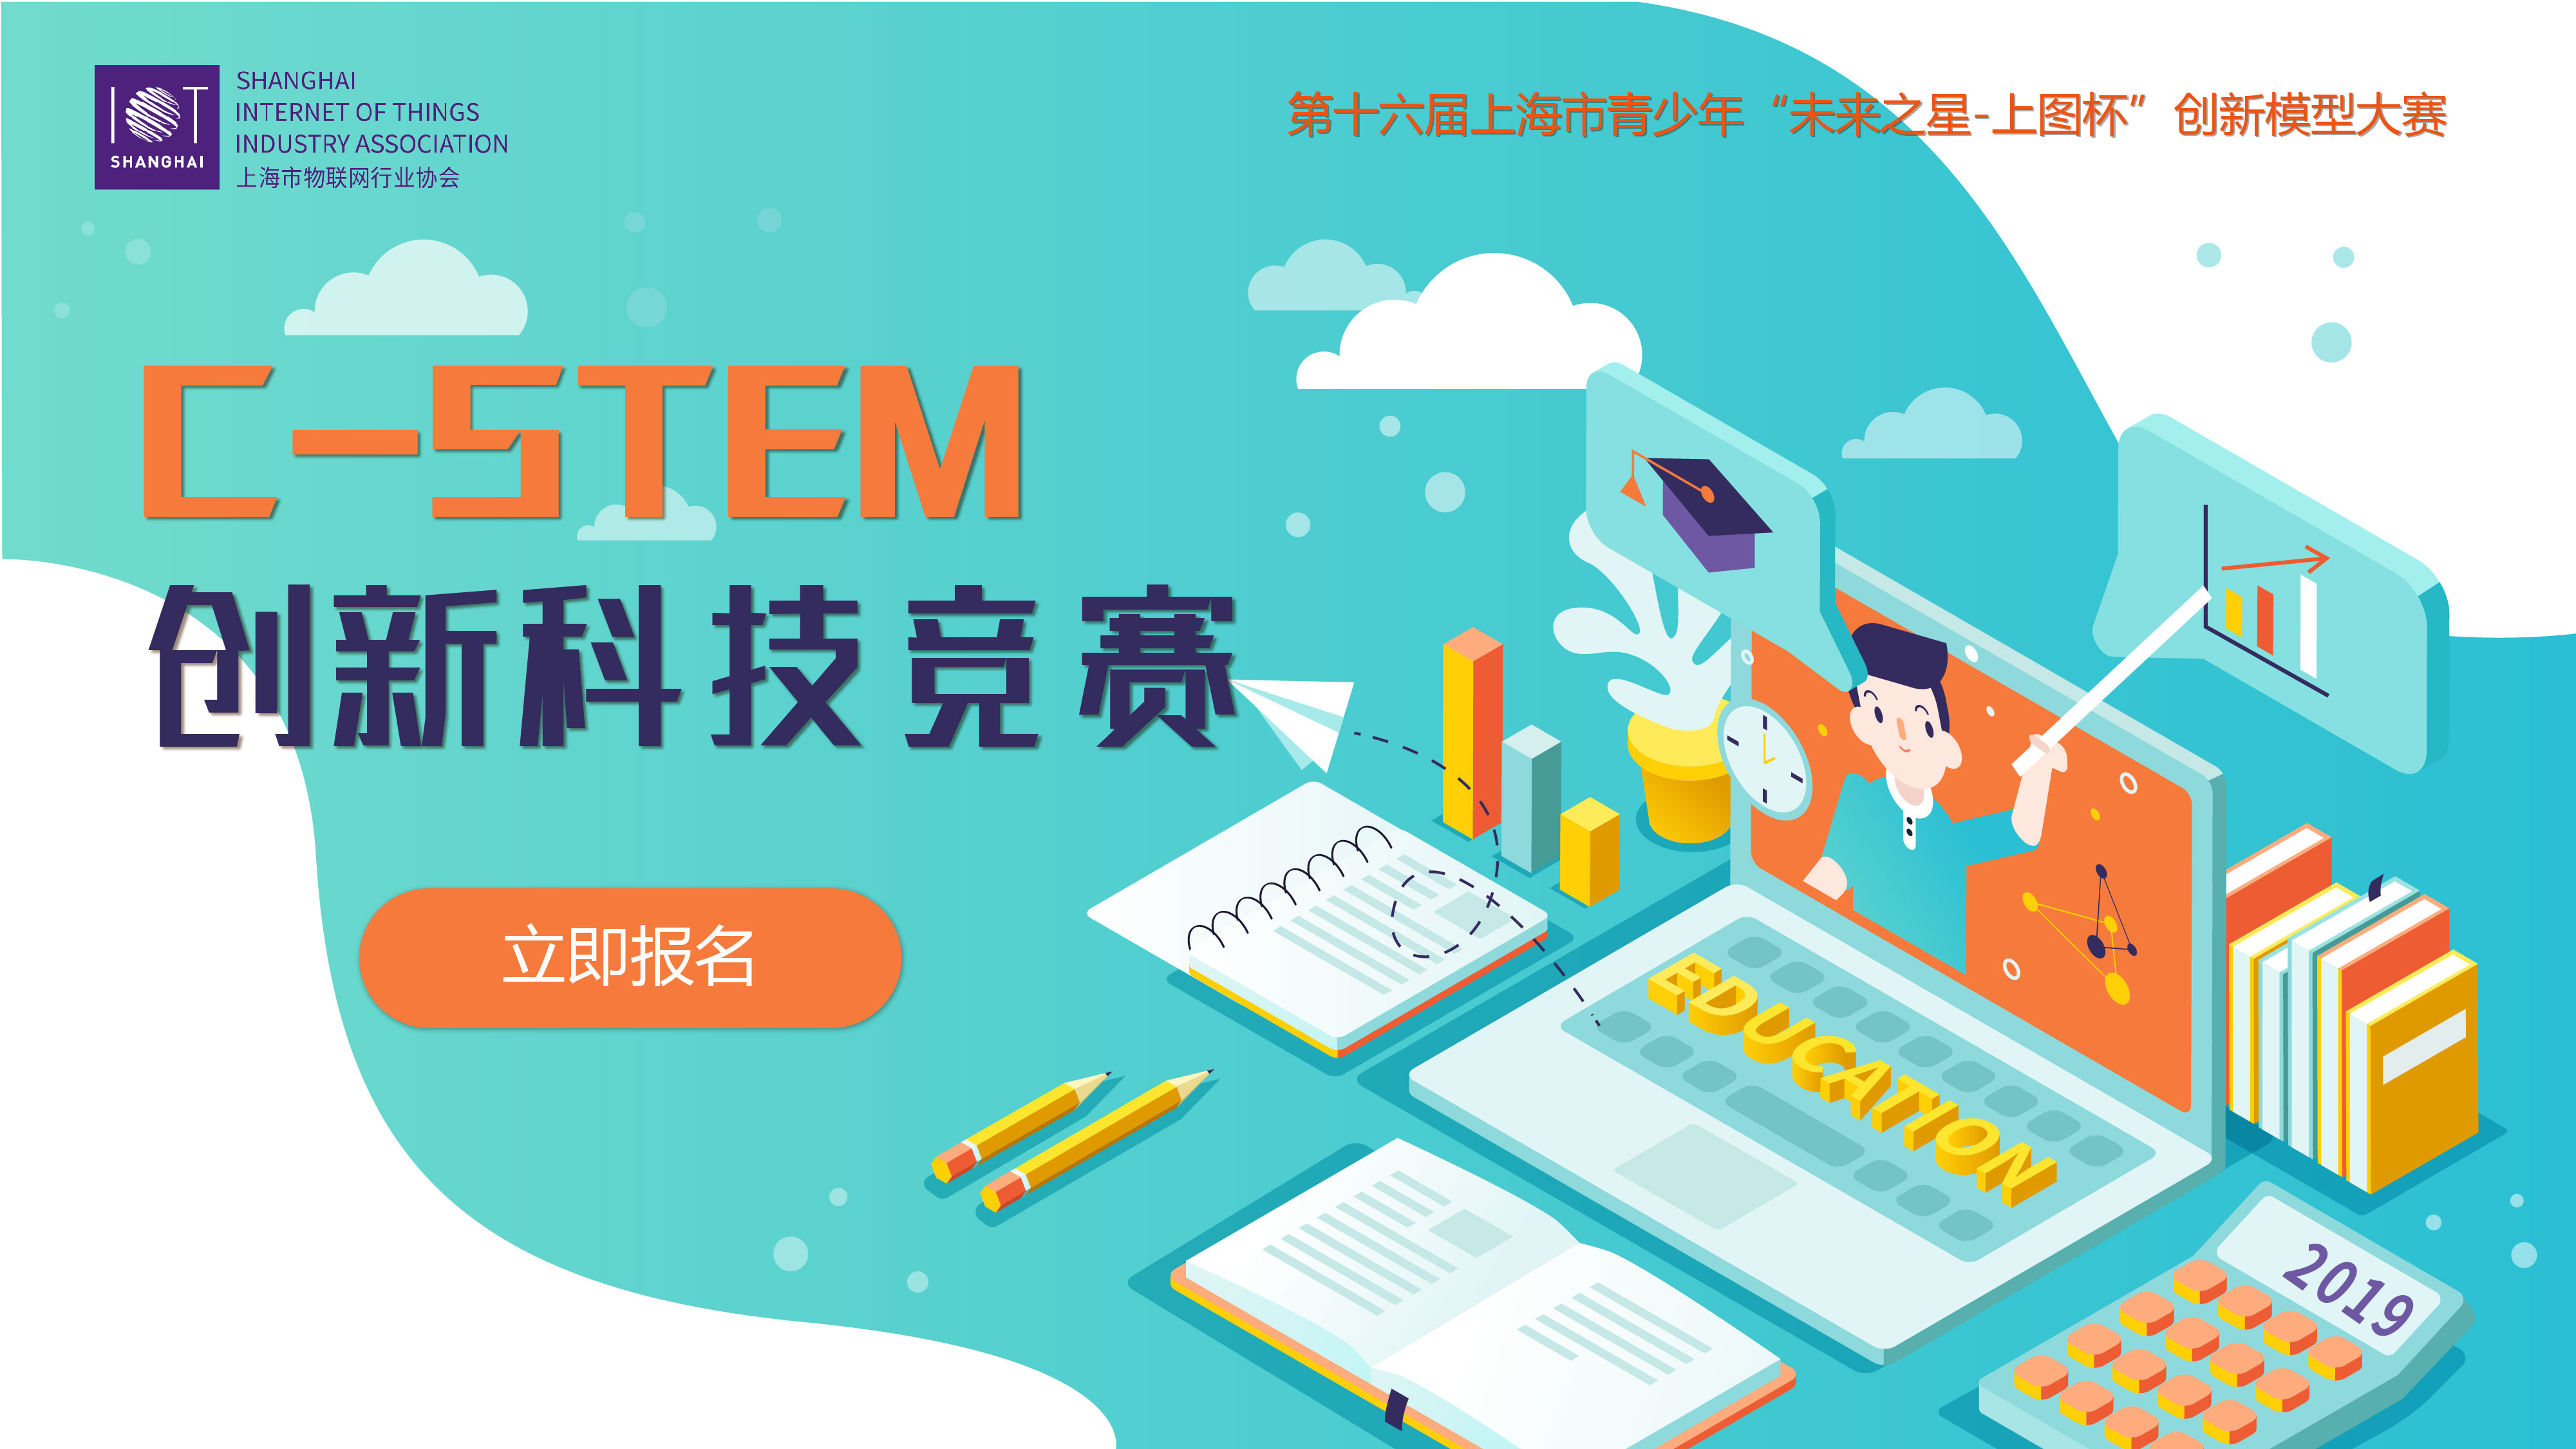 IOT
SHANGHAI
SHANGHAI
INTERNET OF THINGS
INDUSTRY ASSOCIATION
上海市物联网行业协会
第十六届上海市青少年“未来之星-上图杯”创新模型大赛
C-STEM
创新科技竞赛
立即报名
EDUCATION
2019